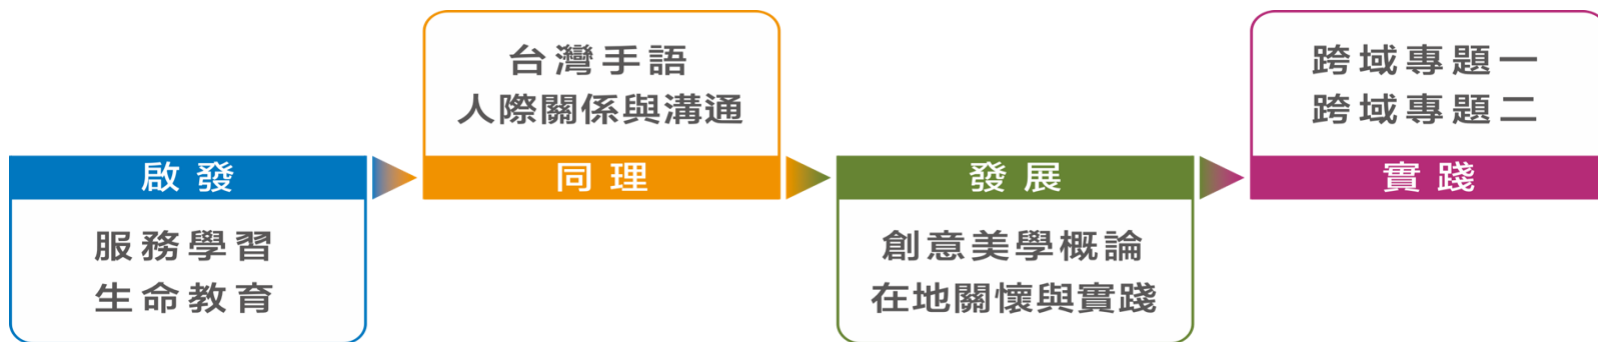 啟發
服務學習
生命教育
台灣手語
人際關係與溝通
同理
發展
創意美學概論
在地關懷與實踐
跨域專題一
跨域專題二
實踐